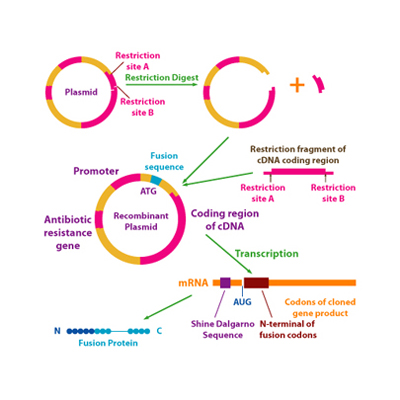 Restriction
site A
Plasmid
Restriction Digest
Restriction
site B
+
Fusion
sequence
Restriction fragment of
cDNA coding region
Promoter
ATG
Restriction
site A
Restriction
site B
Antibiotic
resistance
gene
Recombinant
Plasmid
Coding region
of cDNA
Transcription
mRNA
AUG
Codons of cloned
gene product
Shine Dalgarno
Sequence
N-terminal of
fusion codons
N
C
Fusion Protein